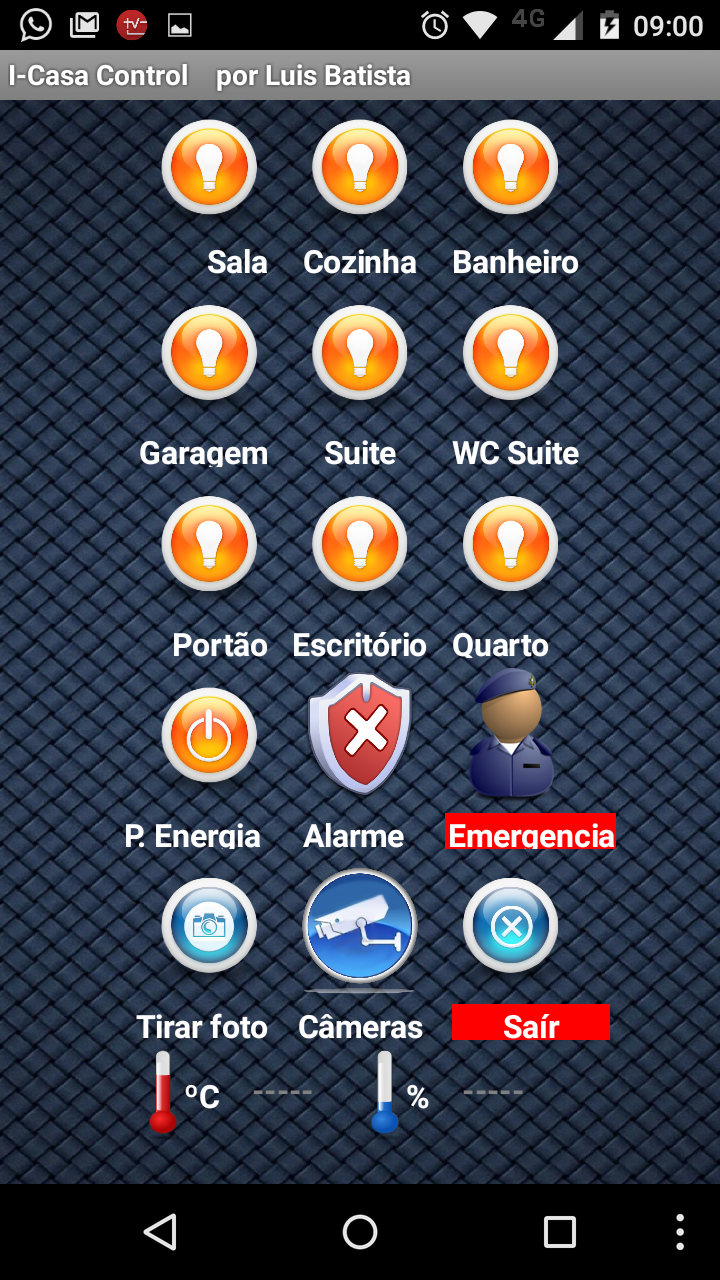 4G 09:00
I-Casa Control por Luis Batista
Sala Cozinha Banheiro
Garagem Suite WC Suite
Portão Escritório Quarto
P. Energia Alarme Emergencia
Tirar foto Câmeras Saír
ºC ----- % -----